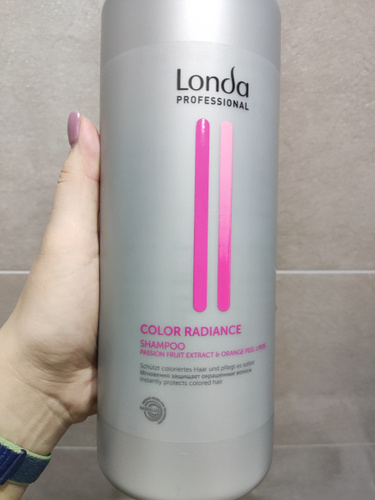 Londa
PROFESSIONAL
COLOR RADIANCE
SHAMPOO
PASSION FRUIT EXTRACT & ORANGE PEEL
Schützt coloriertes Haar und pflegt es sofort
Мгновенно защищает окрашенные волосы
Instantly protects colored hair